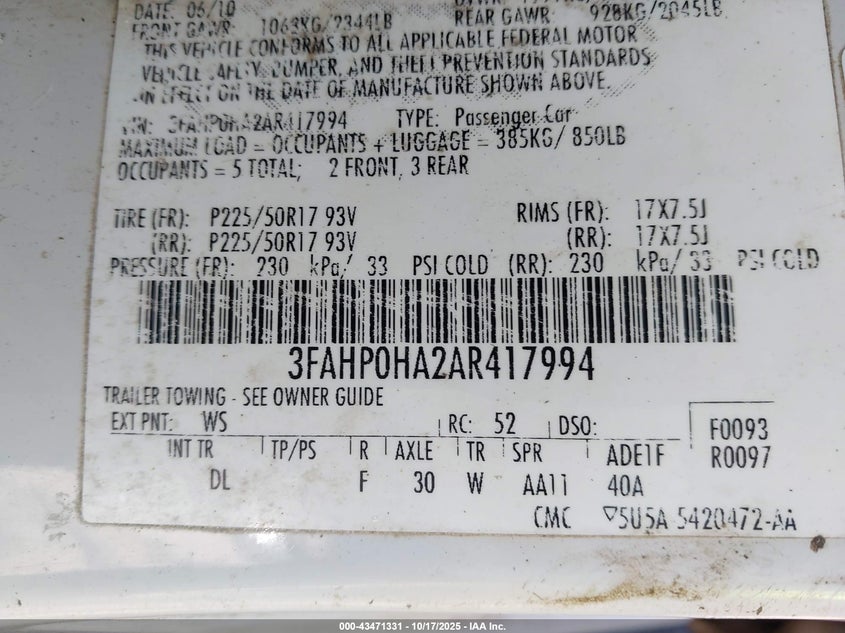 DATE: 06/10
FRONT GAWR: 1063KG/2344LB REAR GAWR: 928KG/2045LB
THIS VEHICLE CONFORMS TO ALL APPLICABLE FEDERAL MOTOR
VEHICLE SAFETY, BUMPER, AND THEFT PREVENTION STANDARDS
IN EFFECT ON THE DATE OF MANUFACTURE SHOWN ABOVE.
VIN: 3FAHP0HA2AR417994 TYPE: Passenger Car
MAXIMUM LOAD = OCCUPANTS + LUGGAGE = 385KG/ 850LB
OCCUPANTS = 5 TOTAL; 2 FRONT, 3 REAR
TIRE (FR): P225/50R17 93V RIMS (FR): 17X7.5J
(RR): P225/50R17 93V (RR): 17X7.5J
PRESSURE (FR): 230 kPa/ 33 PSI COLD (RR): 230 kPa/ 33 PSI COLD
3FAHP0HA2AR417994
TRAILER TOWING - SEE OWNER GUIDE
EXT PNT: WS RC: 52 DSO: F0093
INT TR TP/PS R AXLE TR SPR ADE1F R0097
DL F 30 W AA11 40A
CMC 5U5A 5420472-AA
000-43471331 - 10/17/2025 - IAA Inc.